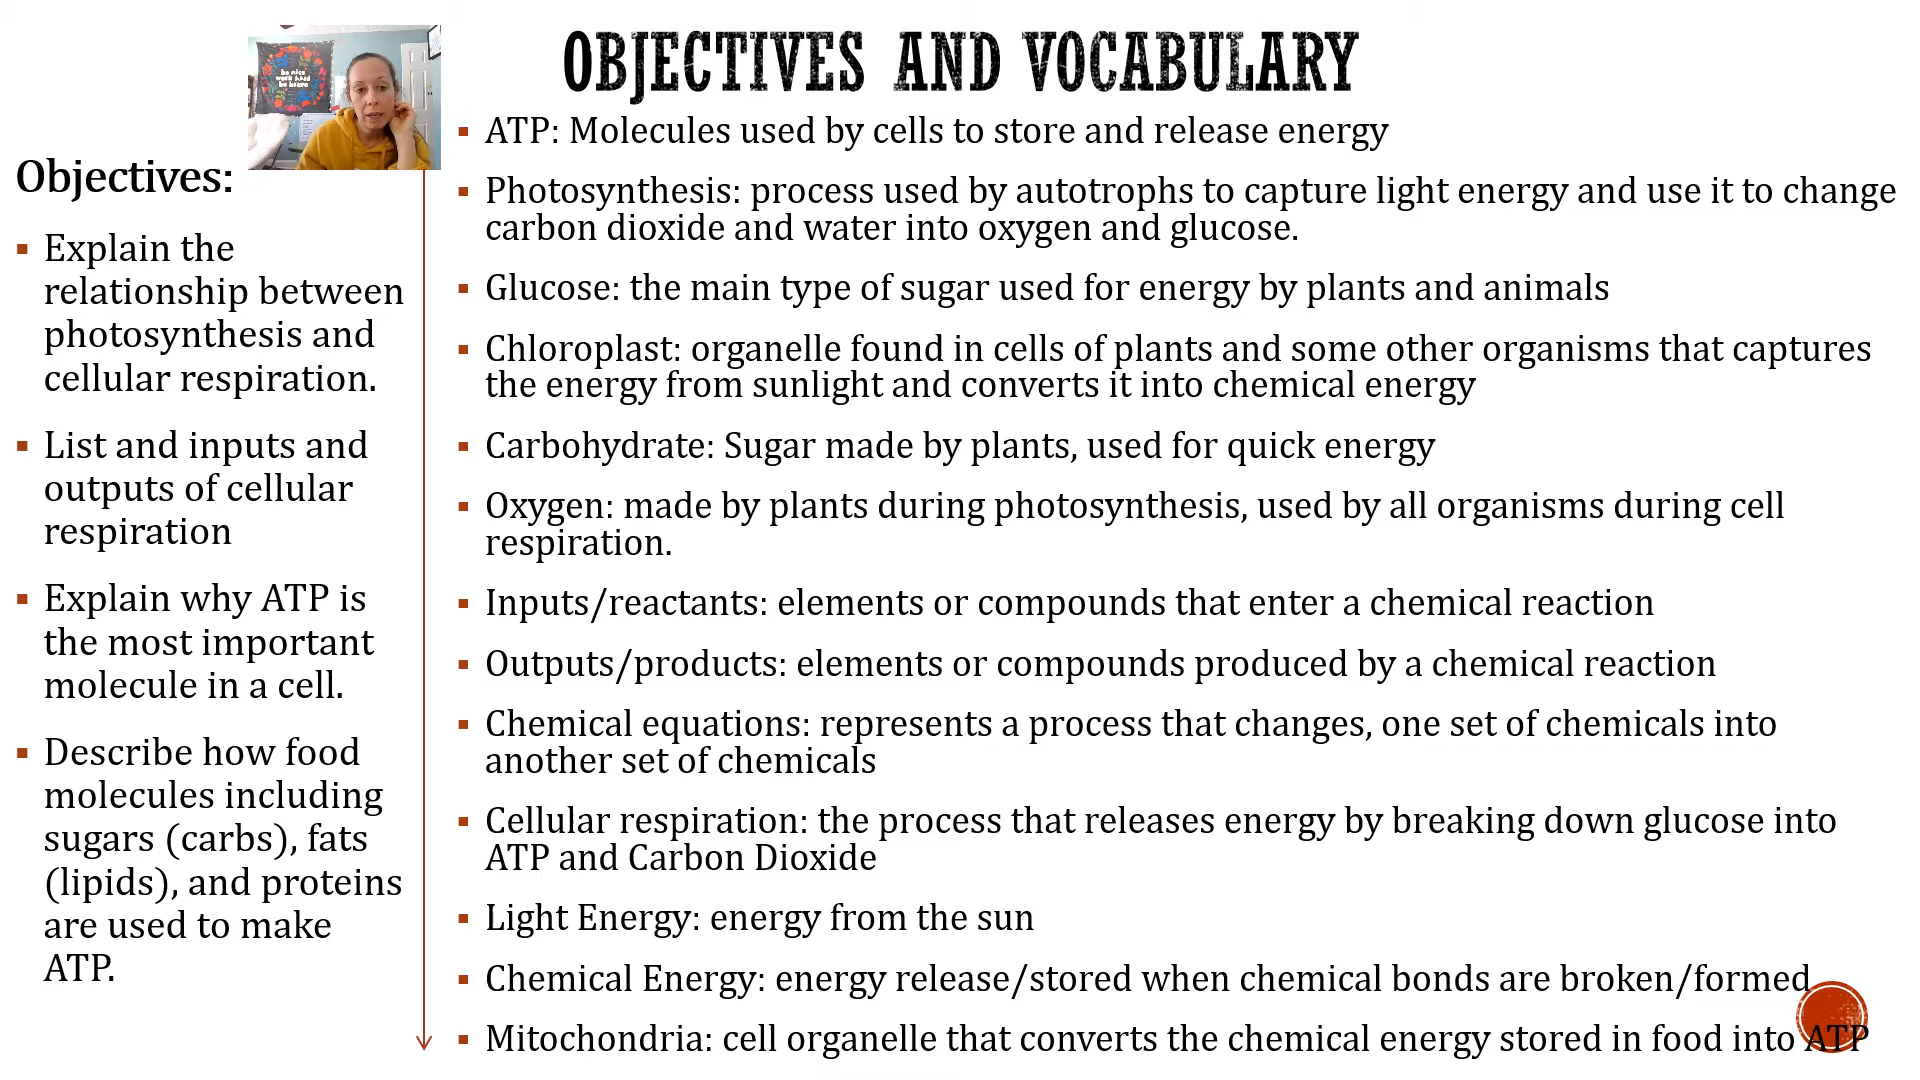 OBJECTIVES AND VOCABULARY
be nice
work hard
be brave
Objectives:
▪ Explain the
relationship between
photosynthesis and
cellular respiration.
▪ List and inputs and
outputs of cellular
respiration
▪ Explain why ATP is
the most important
molecule in a cell.
▪ Describe how food
molecules including
sugars (carbs), fats
(lipids), and proteins
are used to make
ATP.
▪ ATP: Molecules used by cells to store and release energy
▪ Photosynthesis: process used by autotrophs to capture light energy and use it to change
carbon dioxide and water into oxygen and glucose.
▪ Glucose: the main type of sugar used for energy by plants and animals
▪ Chloroplast: organelle found in cells of plants and some other organisms that captures
the energy from sunlight and converts it into chemical energy
▪ Carbohydrate: Sugar made by plants, used for quick energy
▪ Oxygen: made by plants during photosynthesis, used by all organisms during cell
respiration.
▪ Inputs/reactants: elements or compounds that enter a chemical reaction
▪ Outputs/products: elements or compounds produced by a chemical reaction
▪ Chemical equations: represents a process that changes, one set of chemicals into
another set of chemicals
▪ Cellular respiration: the process that releases energy by breaking down glucose into
ATP and Carbon Dioxide
▪ Light Energy: energy from the sun
▪ Chemical Energy: energy release/stored when chemical bonds are broken/formed
▪ Mitochondria: cell organelle that converts the chemical energy stored in food into ATP